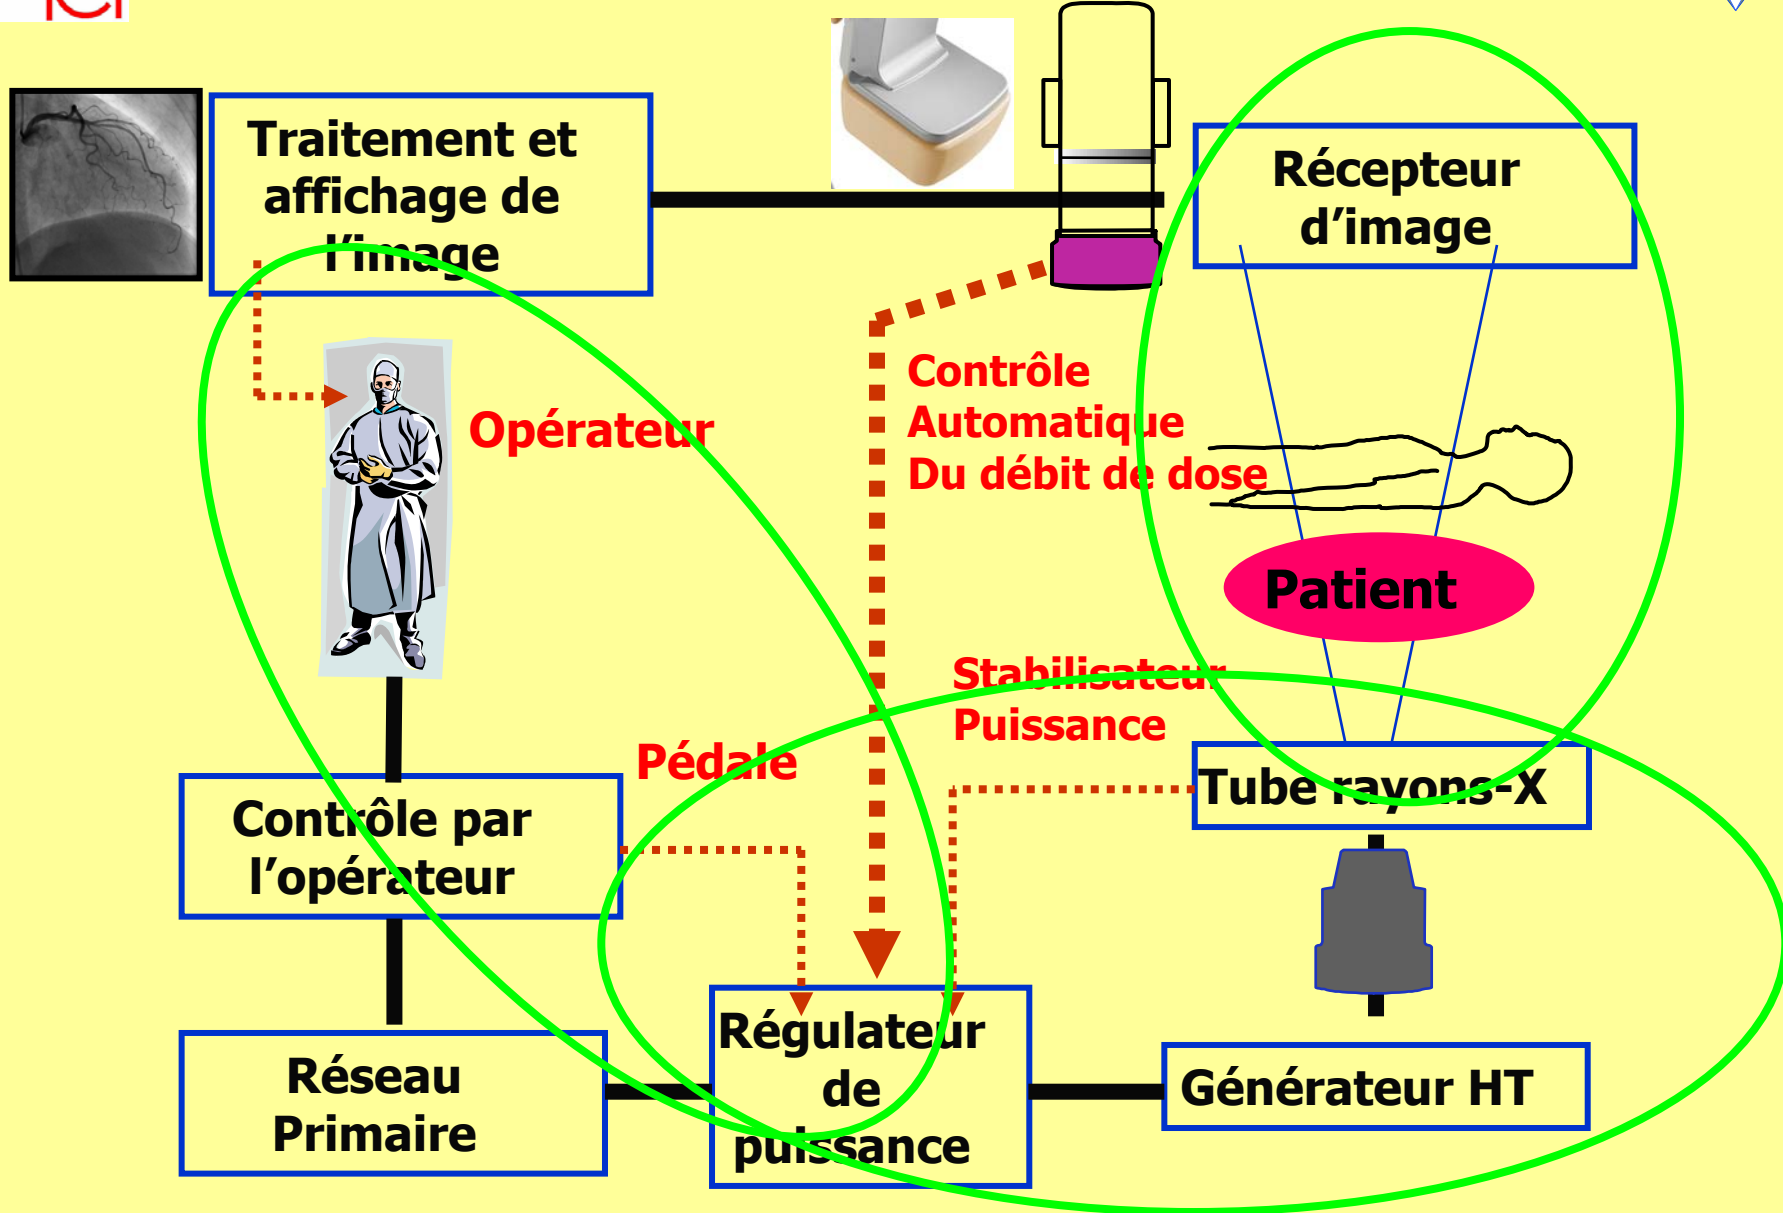 Traitement et
affichage de
l'image
Récepteur
d'image
Contrôle
Automatique
Du débit de dose
Opérateur
Patient
Stabilisateur
Puissance
Pédale
Tube rayons-X
Contrôle par
l'opérateur
Régulateur
de
puissance
Réseau
Primaire
Générateur HT